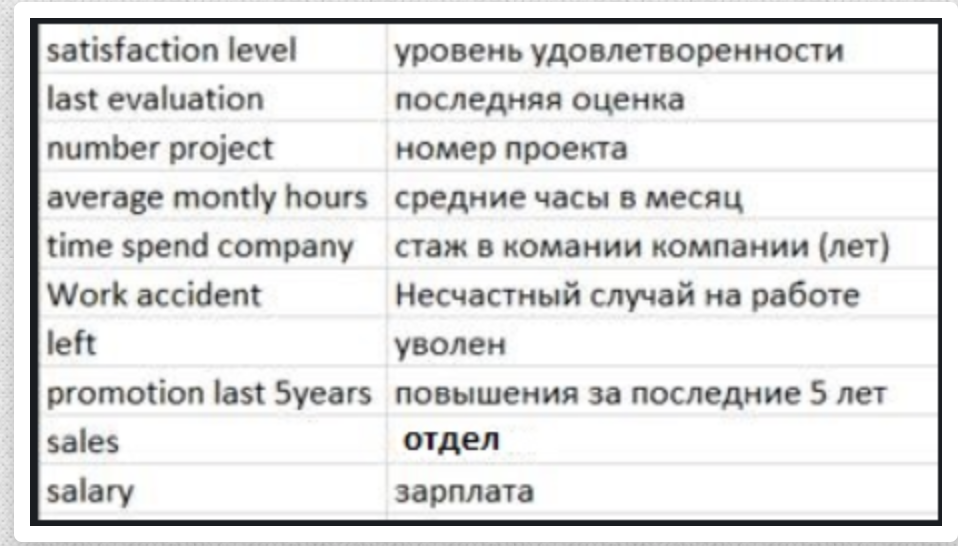 satisfaction level уровень удовлетворенности
last evaluation последняя оценка
number project номер проекта
average montly hours средние часы в месяц
time spend company стаж в комании компании (лет)
Work accident Несчастный случай на работе
left уволен
promotion last 5years повышения за последние 5 лет
sales отдел
salary зарплата